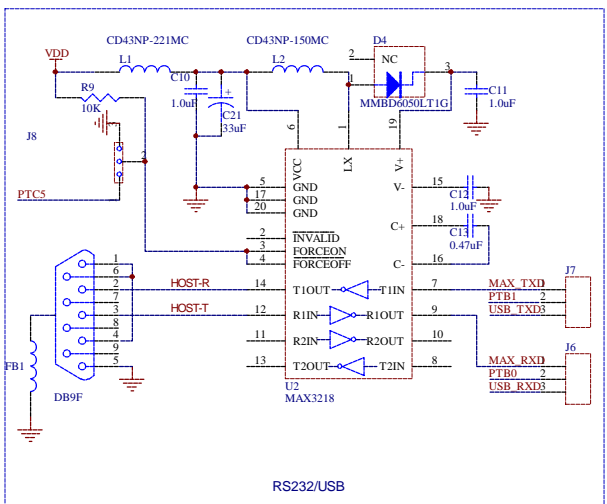 CD43NP-221MC CD43NP-150MC D4
VDD
L1 L2 2 NC
1 3
MMBD6050LT1G
R9
10K
C10
1.0uF
+
C21
33uF
C11
1.0uF
J8
3
2
PTC5
6 1 19
VCC LX V+
5 GND V- 15
17 GND C12
20 GND 1.0uF
C+ 18
C13
0.47uF
2 INVALID
3 FORCEON
4 FORCEOFF C- 16
HOST-R 14 T1OUT T1IN 7 MAX_TXD1 J7
PTB1 2
HOST-T 12 R1IN R1OUT 9 USB_TXD3
11 R2IN R2OUT 10 MAX_RXD1 J6
PTB0 2
13 T2OUT T2IN 8 USB_RXD3
U2
MAX3218
1
6
2
7
3
8
4
9
5
FB1
DB9F
RS232/USB